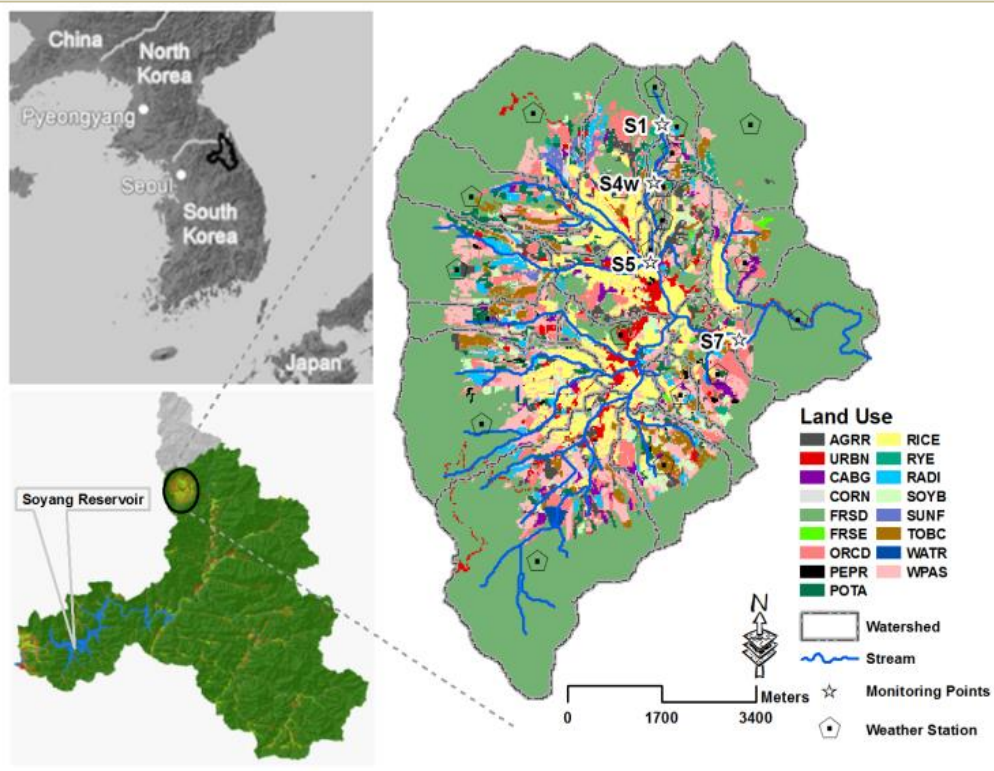 China
North
Korea
Pyeongyang
Seoul
South
Korea
Japan
Soyang Reservoir
S1
S4w
S5
S7
Land Use
AGRR
RICE
URBN
RYE
CABG
RADI
CORN
SOYB
FRSD
SUNF
FRSE
TOBC
ORCD
WATR
PEPR
WPAS
POTA
Watershed
Stream
Monitoring Points
Weather Station
N
Meters
0 1700 3400